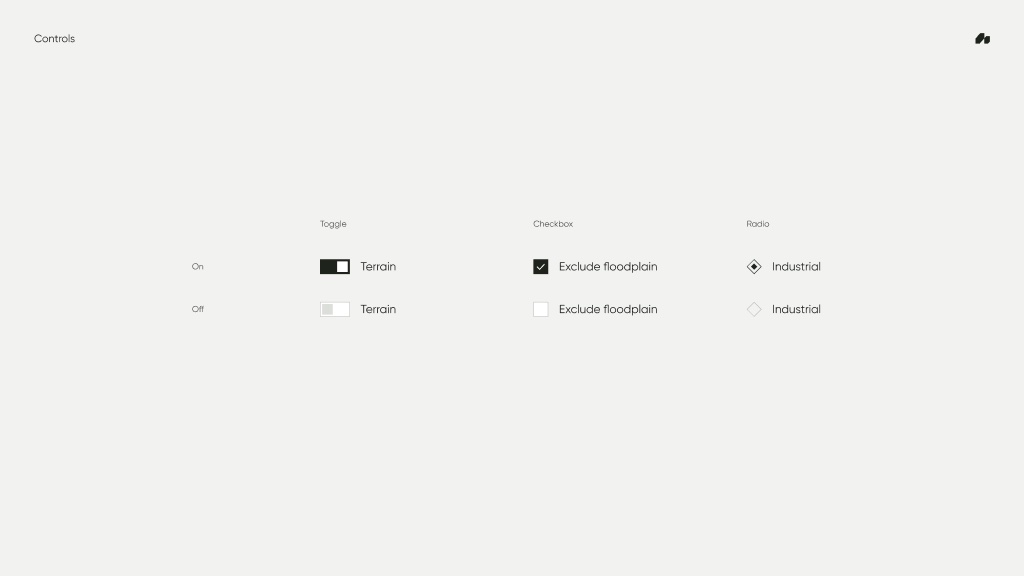 Controls
Toggle
Checkbox
Radio
On
Terrain
Exclude floodplain
Industrial
Off
Terrain
Exclude floodplain
Industrial